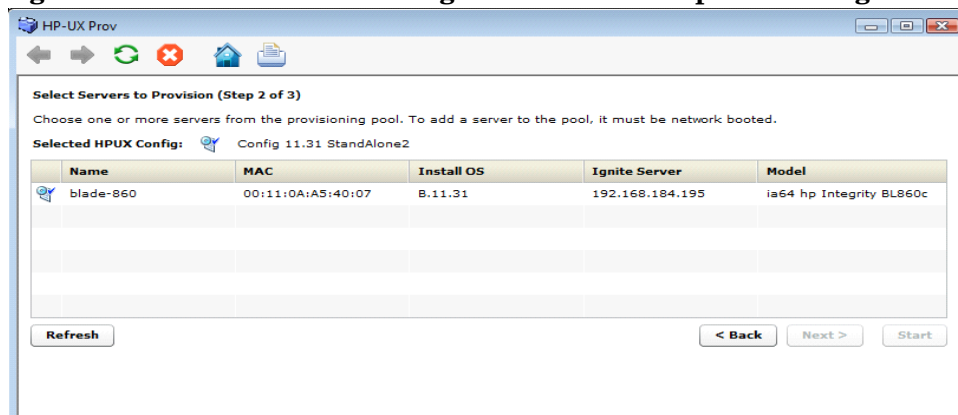 HP-UX Prov
Select Servers to Provision (Step 2 of 3)
Choose one or more servers from the provisioning pool. To add a server to the pool, it must be network booted.
Selected HPUX Config: Config 11.31 StandAlone2
Name MAC Install OS Ignite Server Model
blade-860 00:11:0A:A5:40:07 B.11.31 192.168.184.195 ia64 hp Integrity BL860c
Refresh < Back Next > Start